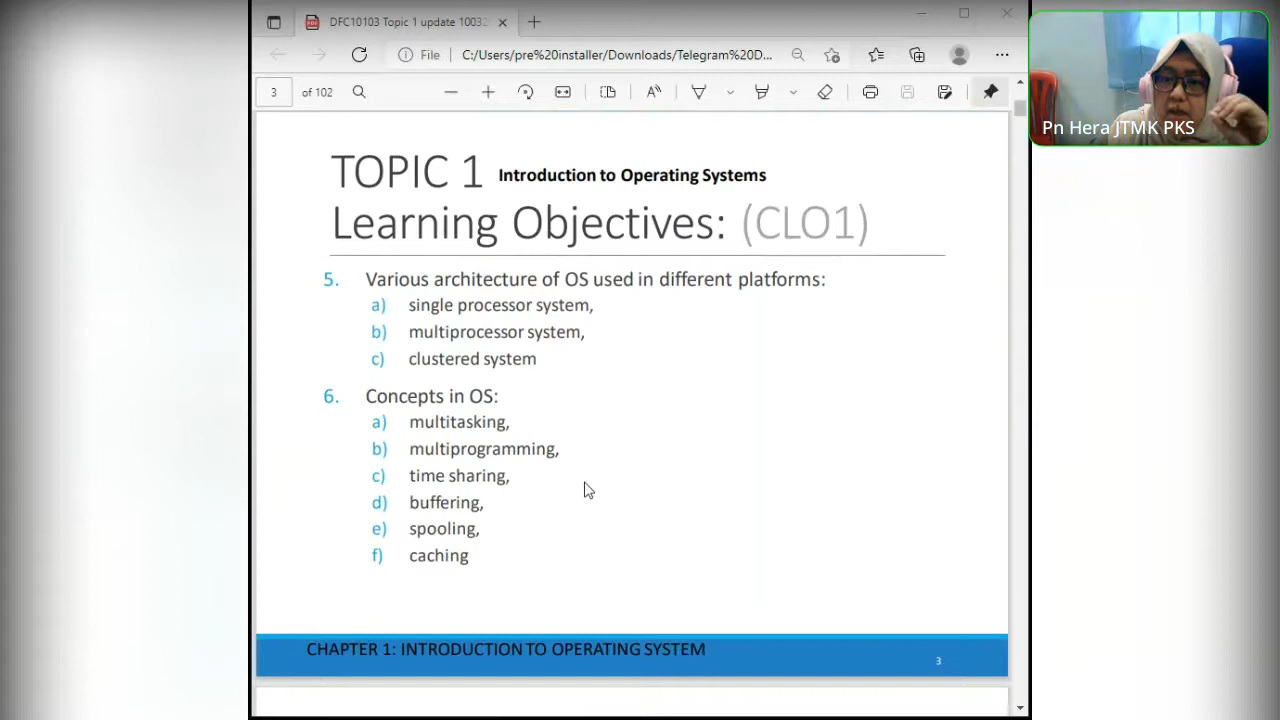 DFC10103 Topic 1 update 10032
File C:/Users/pre%20installer/Downloads/Telegram%20D...
3 of 102
Pn Hera JTMK PKS
TOPIC 1 Introduction to Operating Systems
Learning Objectives: (CLO1)
5. Various architecture of OS used in different platforms:
a) single processor system,
b) multiprocessor system,
c) clustered system
6. Concepts in OS:
a) multitasking,
b) multiprogramming,
c) time sharing,
d) buffering,
e) spooling,
f) caching
CHAPTER 1: INTRODUCTION TO OPERATING SYSTEM
3